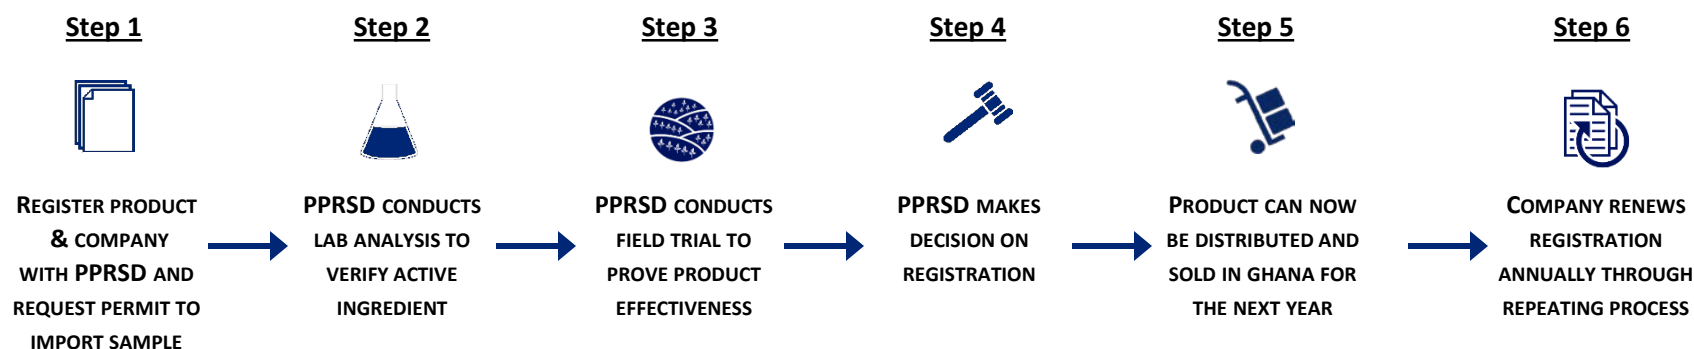 Step 1
REGISTER PRODUCT
& COMPANY
WITH PPRSD AND
REQUEST PERMIT TO
IMPORT SAMPLE
Step 2
PPRSD CONDUCTS
LAB ANALYSIS TO
VERIFY ACTIVE
INGREDIENT
Step 3
PPRSD CONDUCTS
FIELD TRIAL TO
PROVE PRODUCT
EFFECTIVENESS
Step 4
PPRSD MAKES
DECISION ON
REGISTRATION
Step 5
PRODUCT CAN NOW
BE DISTRIBUTED AND
SOLD IN GHANA FOR
THE NEXT YEAR
Step 6
COMPANY RENEWS
REGISTRATION
ANNUALLY THROUGH
REPEATING PROCESS